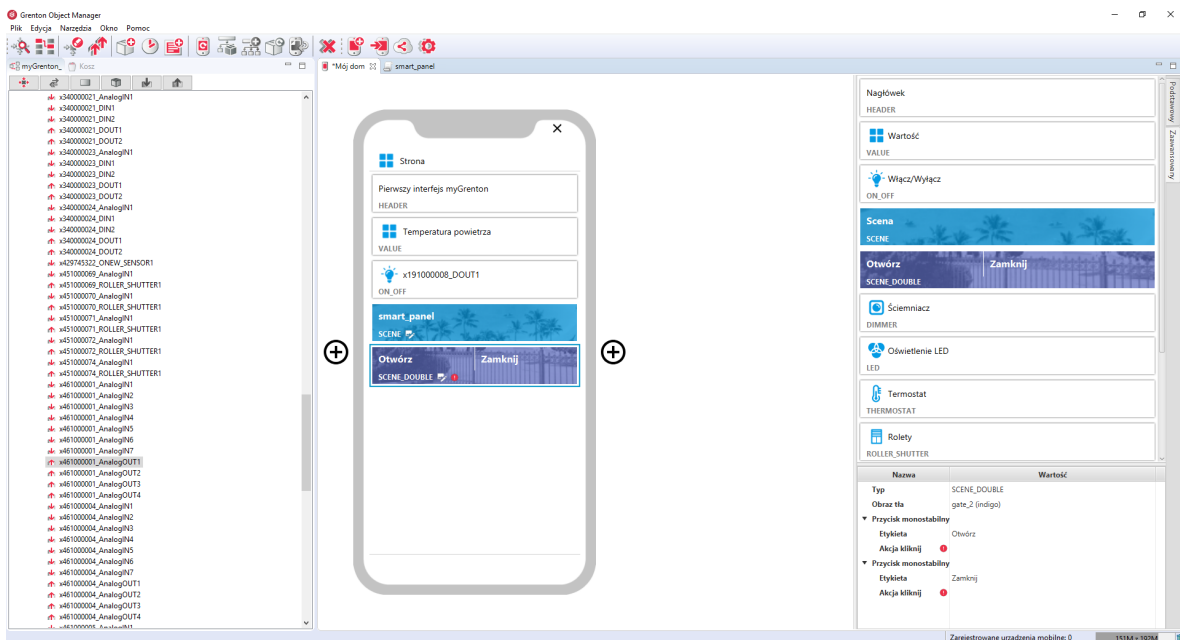 Grenton Object Manager
Plik Edycja Narzędzia Okno Pomoc
myGrenton_ Kosz
*Mój dom smart_panel
x340000021_AnalogIN1
x340000021_DIN1
x340000021_DIN2
x340000021_DOUT1
x340000021_DOUT2
x340000023_AnalogIN1
x340000023_DIN1
x340000023_DIN2
x340000023_DOUT1
x340000023_DOUT2
x340000024_AnalogIN1
x340000024_DIN1
x340000024_DIN2
x340000024_DOUT1
x340000024_DOUT2
x429745322_ONEW_SENSOR1
x451000069_AnalogIN1
x451000069_ROLLER_SHUTTER1
x451000070_AnalogIN1
x451000070_ROLLER_SHUTTER1
x451000071_AnalogIN1
x451000071_ROLLER_SHUTTER1
x451000072_AnalogIN1
x451000072_ROLLER_SHUTTER1
x451000074_AnalogIN1
x451000074_ROLLER_SHUTTER1
x461000001_AnalogIN1
x461000001_AnalogIN2
x461000001_AnalogIN3
x461000001_AnalogIN4
x461000001_AnalogIN5
x461000001_AnalogIN6
x461000001_AnalogIN7
x461000001_AnalogOUT1
x461000001_AnalogOUT2
x461000001_AnalogOUT3
x461000001_AnalogOUT4
x461000004_AnalogIN1
x461000004_AnalogIN2
x461000004_AnalogIN3
x461000004_AnalogIN4
x461000004_AnalogIN5
x461000004_AnalogIN6
x461000004_AnalogIN7
x461000004_AnalogOUT1
x461000004_AnalogOUT2
x461000004_AnalogOUT3
x461000004_AnalogOUT4
Strona
Pierwszy interfejs myGrenton
HEADER
Temperatura powietrza
VALUE
x191000008_DOUT1
ON_OFF
smart_panel
SCENE
Otwórz Zamknij
SCENE_DOUBLE
Nagłówek
HEADER
Wartość
VALUE
Włącz/Wyłącz
ON_OFF
Scena
SCENE
Otwórz Zamknij
SCENE_DOUBLE
Ściemniacz
DIMMER
Oświetlenie LED
LED
Termostat
THERMOSTAT
Rolety
ROLLER_SHUTTER
Podstawowy
Zaawansowany
Nazwa Wartość
Typ SCENE_DOUBLE
Obraz tła gate_2 (indigo)
Przycisk monostabilny
Etykieta Otwórz
Akcja kliknij
Przycisk monostabilny
Etykieta Zamknij
Akcja kliknij
Zarejestrowane urządzenia mobilne: 0 151M z 192M